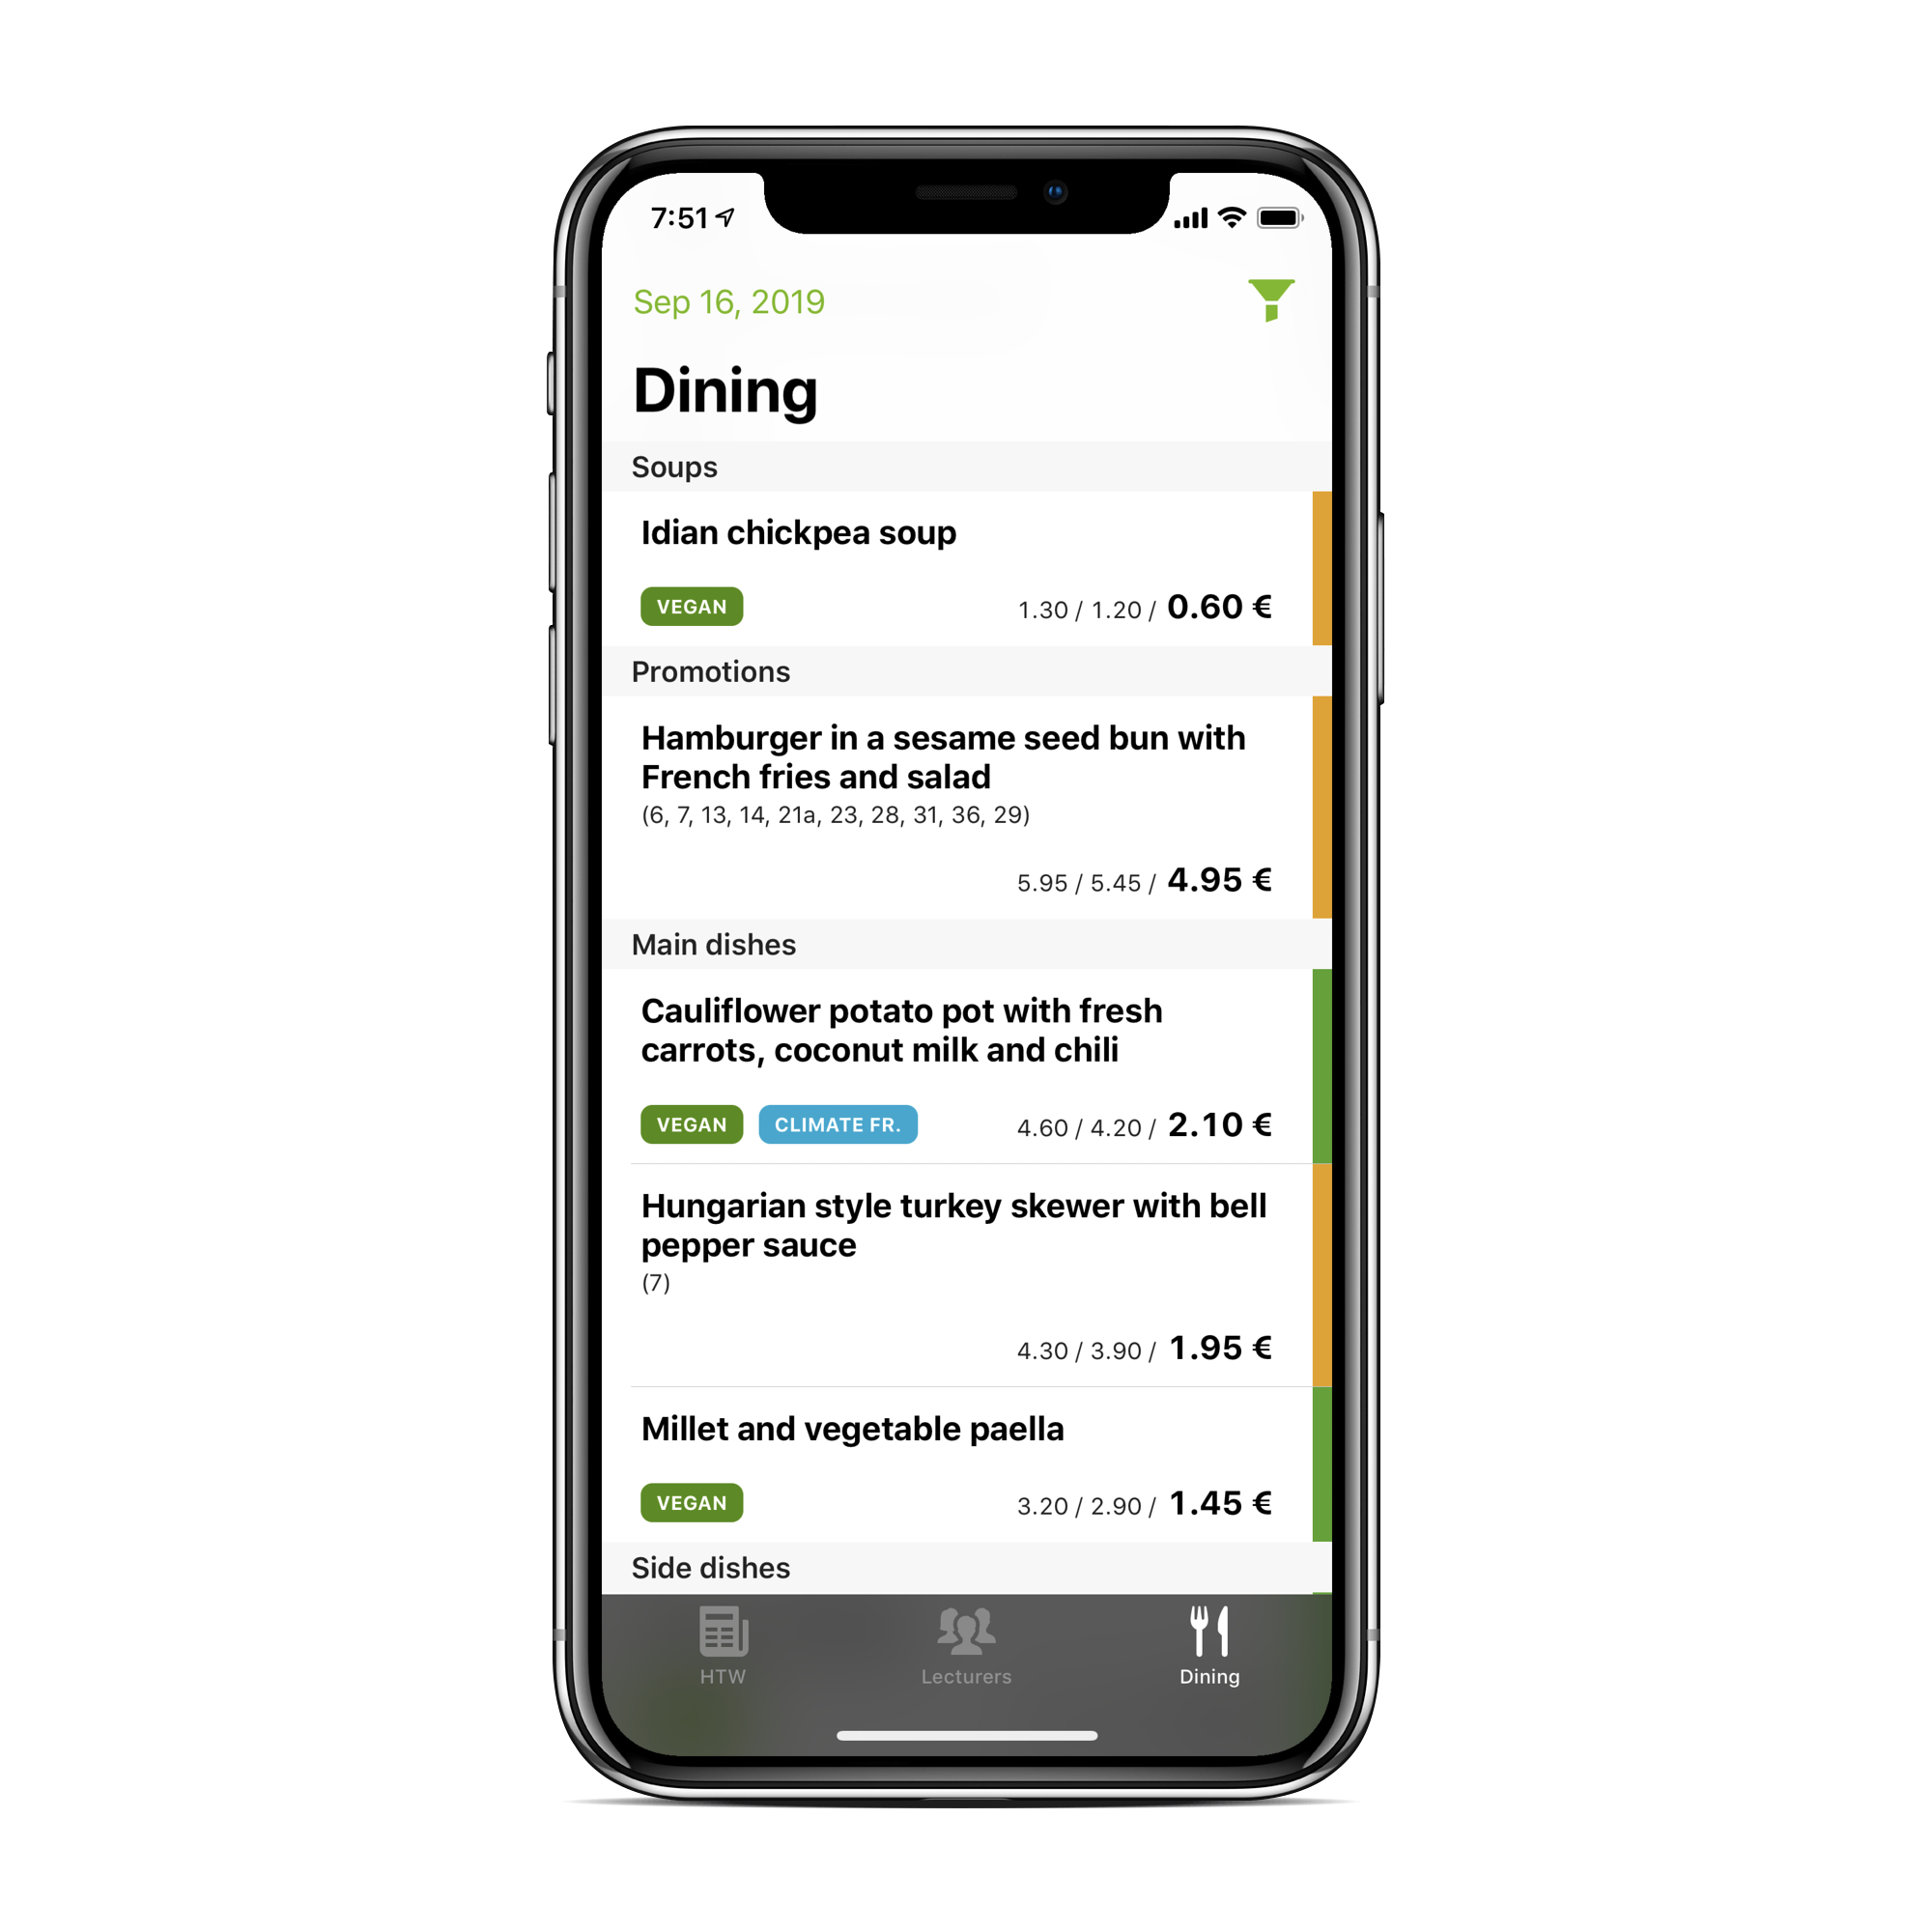 7:51
Sep 16, 2019
Dining
Soups
Idian chickpea soup
VEGAN 1.30 / 1.20 / 0.60 €
Promotions
Hamburger in a sesame seed bun with
French fries and salad
(6, 7, 13, 14, 21a, 23, 28, 31, 36, 29)
5.95 / 5.45 / 4.95 €
Main dishes
Cauliflower potato pot with fresh
carrots, coconut milk and chili
VEGAN CLIMATE FR. 4.60 / 4.20 / 2.10 €
Hungarian style turkey skewer with bell
pepper sauce
(7)
4.30 / 3.90 / 1.95 €
Millet and vegetable paella
VEGAN 3.20 / 2.90 / 1.45 €
Side dishes
HTW Lecturers Dining